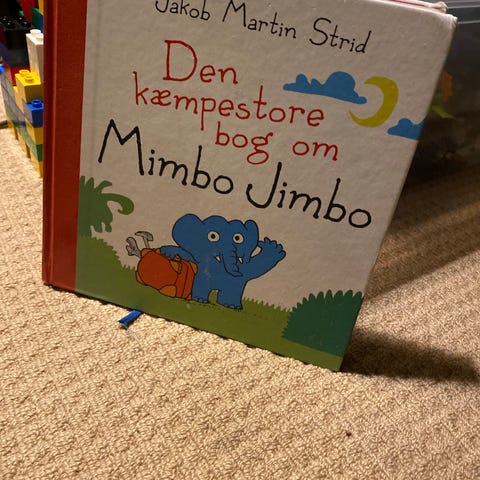 Jakob Martin Strid
Den
kæmpestore
bog om
Mimbo Jimbo